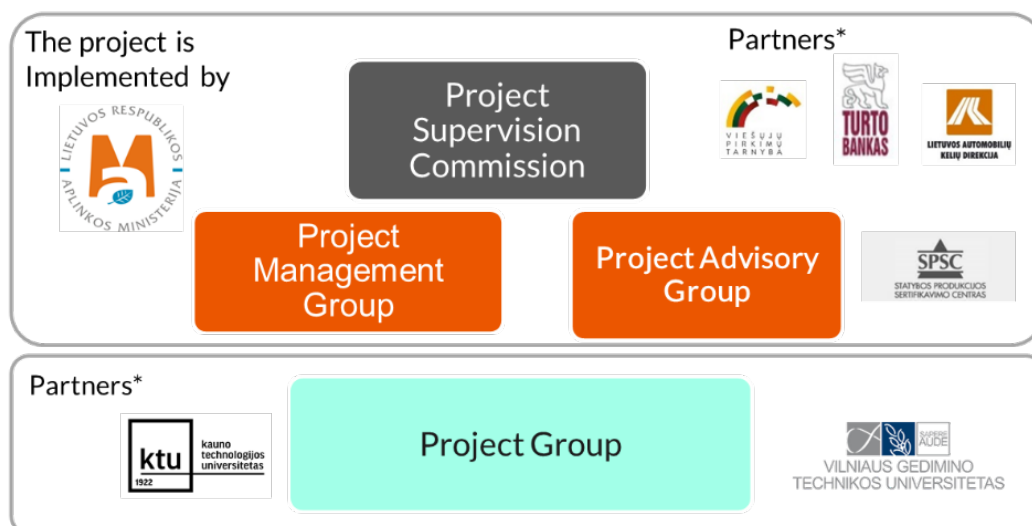 The project is
Implemented by
LIETUVOS RESPUBLIKOS
APLINKOS MINISTERIJA
Project
Supervision
Commission
Partners*
VIEŠŲJŲ
PIRKIMŲ
TARNYBA
TURTO
BANKAS
LIETUVOS AUTOMOBILIŲ
KELIŲ DIREKCIJA
Project
Management
Group
Project Advisory
Group
SPSC
STATYBOS PRODUKCIJOS
SERTIFIKAVIMO CENTRAS
Partners*
ktu
1922
kauno
technologijos
universitetas
Project Group
SAPERE
AUDE
VILNIAUS GEDIMINO
TECHNIKOS UNIVERSITETAS